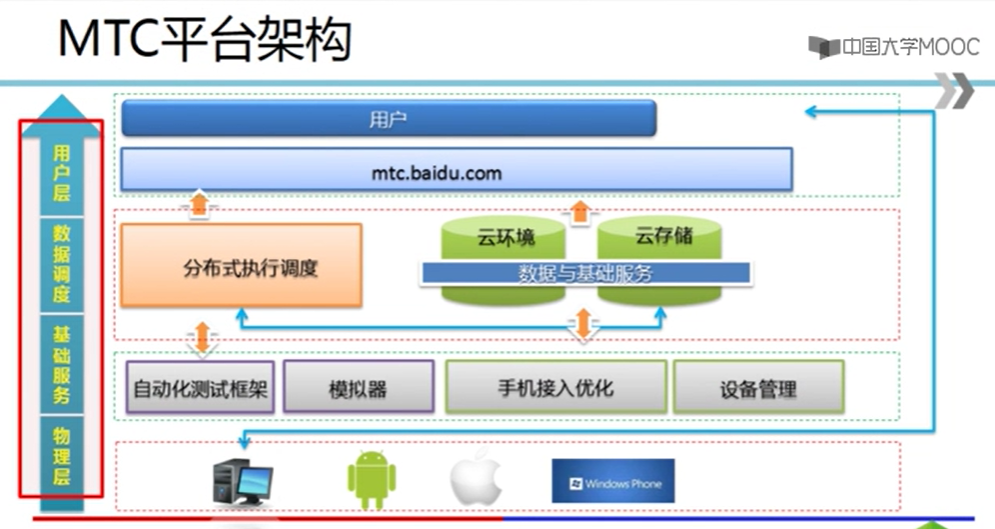 MTC平台架构
中国大学MOOC
用户层
数据调度
基础服务
物理层
用户
mtc.baidu.com
分布式执行调度
云环境
云存储
数据与基础服务
自动化测试框架
模拟器
手机接入优化
设备管理
Windows Phone